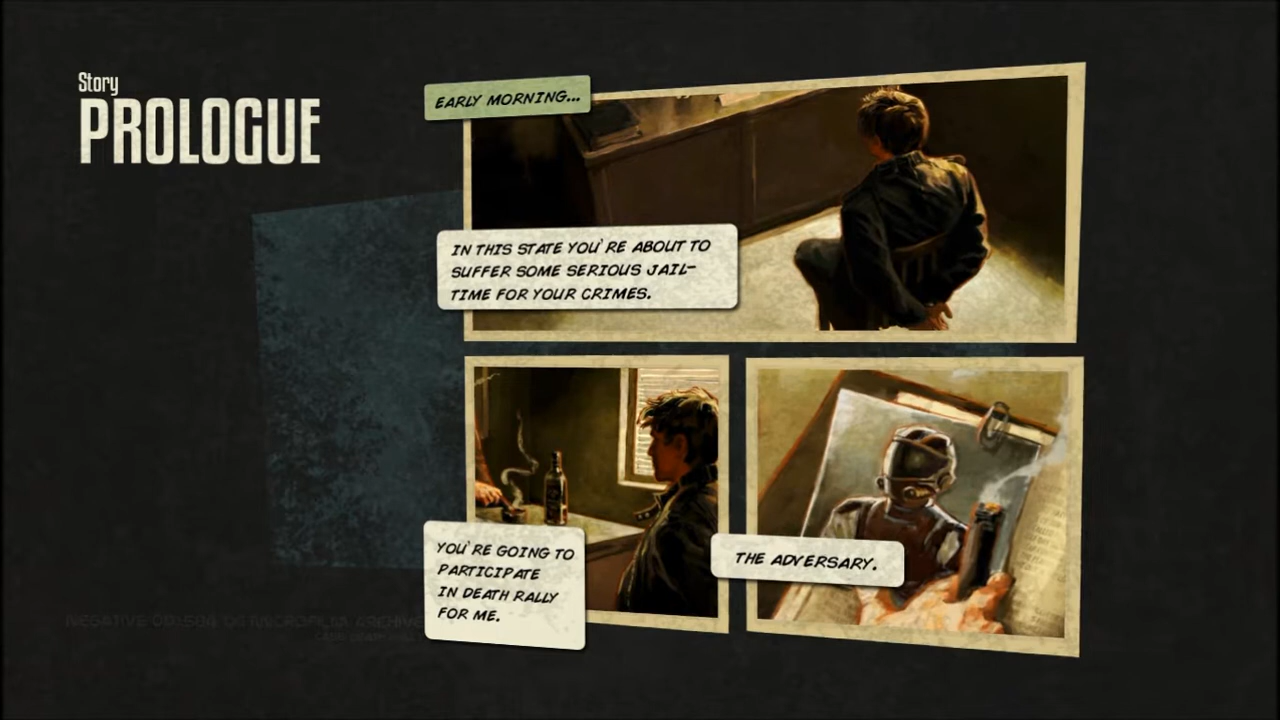 Story
PROLOGUE
EARLY MORNING...
IN THIS STATE YOU'RE ABOUT TO
SUFFER SOME SERIOUS JAIL-
TIME FOR YOUR CRIMES.
YOU'RE GOING TO
PARTICIPATE
IN DEATH RALLY
FOR ME.
THE ADVERSARY.